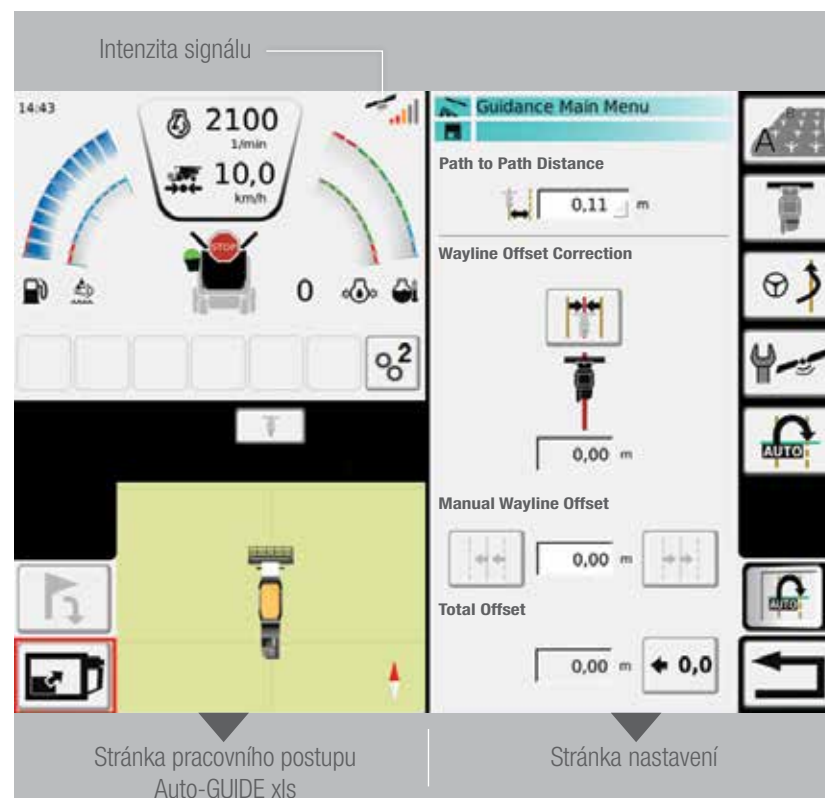 Intenzita signálu
14:43
2100
1/min
10,0
km/h
STOP
0
2
AUTO
Guidance Main Menu
Path to Path Distance
0,11 m
Wayline Offset Correction
0,00 m
Manual Wayline Offset
0,00 m
Total Offset
0,00 m
0,0
A
B
AUTO
Stránka pracovního postupu
Auto-GUIDE xls
Stránka nastavení